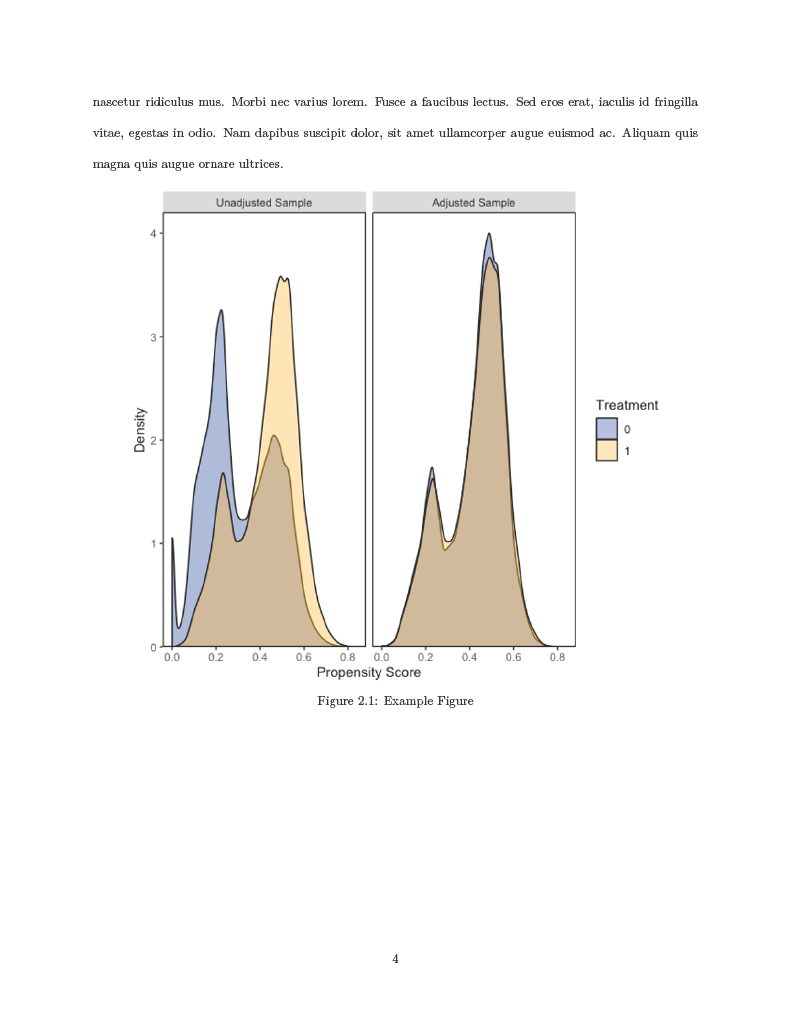 nascetur ridiculus mus. Morbi nec varius lorem. Fusce a faucibus lectus. Sed eros erat, iaculis id fringilla
vitae, egestas in odio. Nam dapibus suscipit dolor, sit amet ullamcorper augue euismod ac. Aliquam quis
magna quis augue ornare ultrices.
Unadjusted Sample
Adjusted Sample
4
3
2
1
0
Density
0.0 0.2 0.4 0.6 0.8
0.0 0.2 0.4 0.6 0.8
Propensity Score
Treatment
0
1
Figure 2.1: Example Figure
4